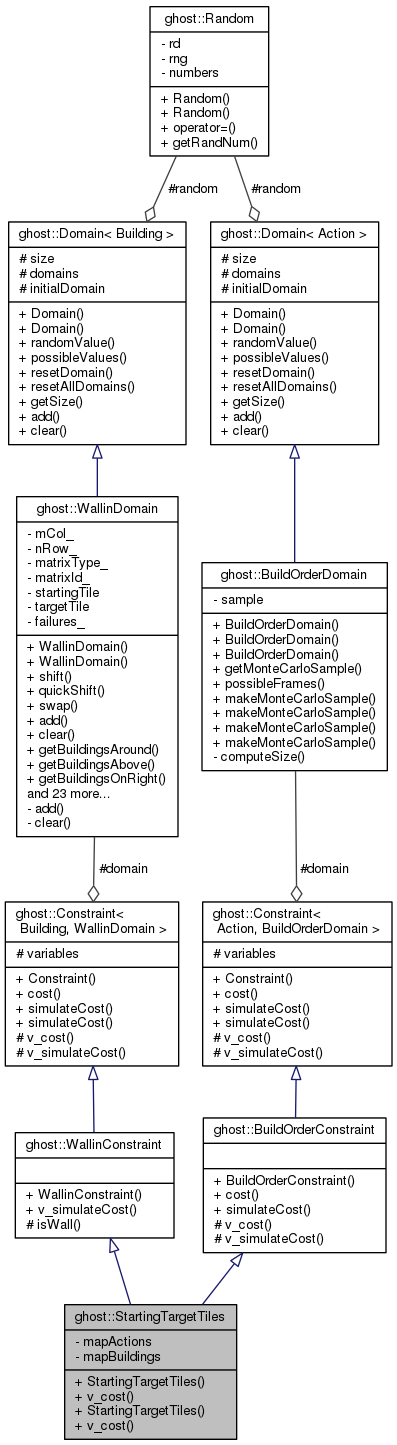 ghost::Random
- rd
- rng
- numbers
+ Random()
+ Random()
+ operator=()
+ getRandNum()
#random
#random
ghost::Domain< Building >
# size
# domains
# initialDomain
+ Domain()
+ Domain()
+ randomValue()
+ possibleValues()
+ resetDomain()
+ resetAllDomains()
+ getSize()
+ add()
+ clear()
ghost::Domain< Action >
# size
# domains
# initialDomain
+ Domain()
+ Domain()
+ randomValue()
+ possibleValues()
+ resetDomain()
+ resetAllDomains()
+ getSize()
+ add()
+ clear()
ghost::WallinDomain
- mCol_
- nRow_
- matrixType_
- matrixId_
- startingTile
- targetTile
- failures_
+ WallinDomain()
+ WallinDomain()
+ shift()
+ quickShift()
+ swap()
+ add()
+ clear()
+ getBuildingsAround()
+ getBuildingsAbove()
+ getBuildingsOnRight()
and 23 more...
- add()
- clear()
ghost::BuildOrderDomain
- sample
+ BuildOrderDomain()
+ BuildOrderDomain()
+ BuildOrderDomain()
+ getMonteCarloSample()
+ possibleFrames()
+ makeMonteCarloSample()
+ makeMonteCarloSample()
+ makeMonteCarloSample()
+ makeMonteCarloSample()
- computeSize()
#domain
#domain
ghost::Constraint<
Building, WallinDomain >
# variables
+ Constraint()
+ cost()
+ simulateCost()
+ simulateCost()
# v_cost()
# v_simulateCost()
ghost::Constraint<
Action, BuildOrderDomain >
# variables
+ Constraint()
+ cost()
+ simulateCost()
+ simulateCost()
# v_cost()
# v_simulateCost()
ghost::WallinConstraint
+ WallinConstraint()
+ v_simulateCost()
# isWall()
ghost::BuildOrderConstraint
+ BuildOrderConstraint()
+ cost()
+ simulateCost()
# v_cost()
# v_simulateCost()
ghost::StartingTargetTiles
- mapActions
- mapBuildings
+ StartingTargetTiles()
+ v_cost()
+ StartingTargetTiles()
+ v_cost()